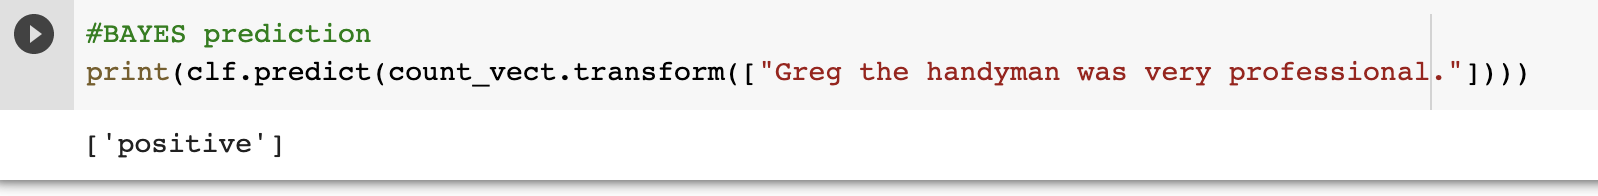 #BAYES prediction
print(clf.predict(count_vect.transform(["Greg the handyman was very professional."])))
['positive']